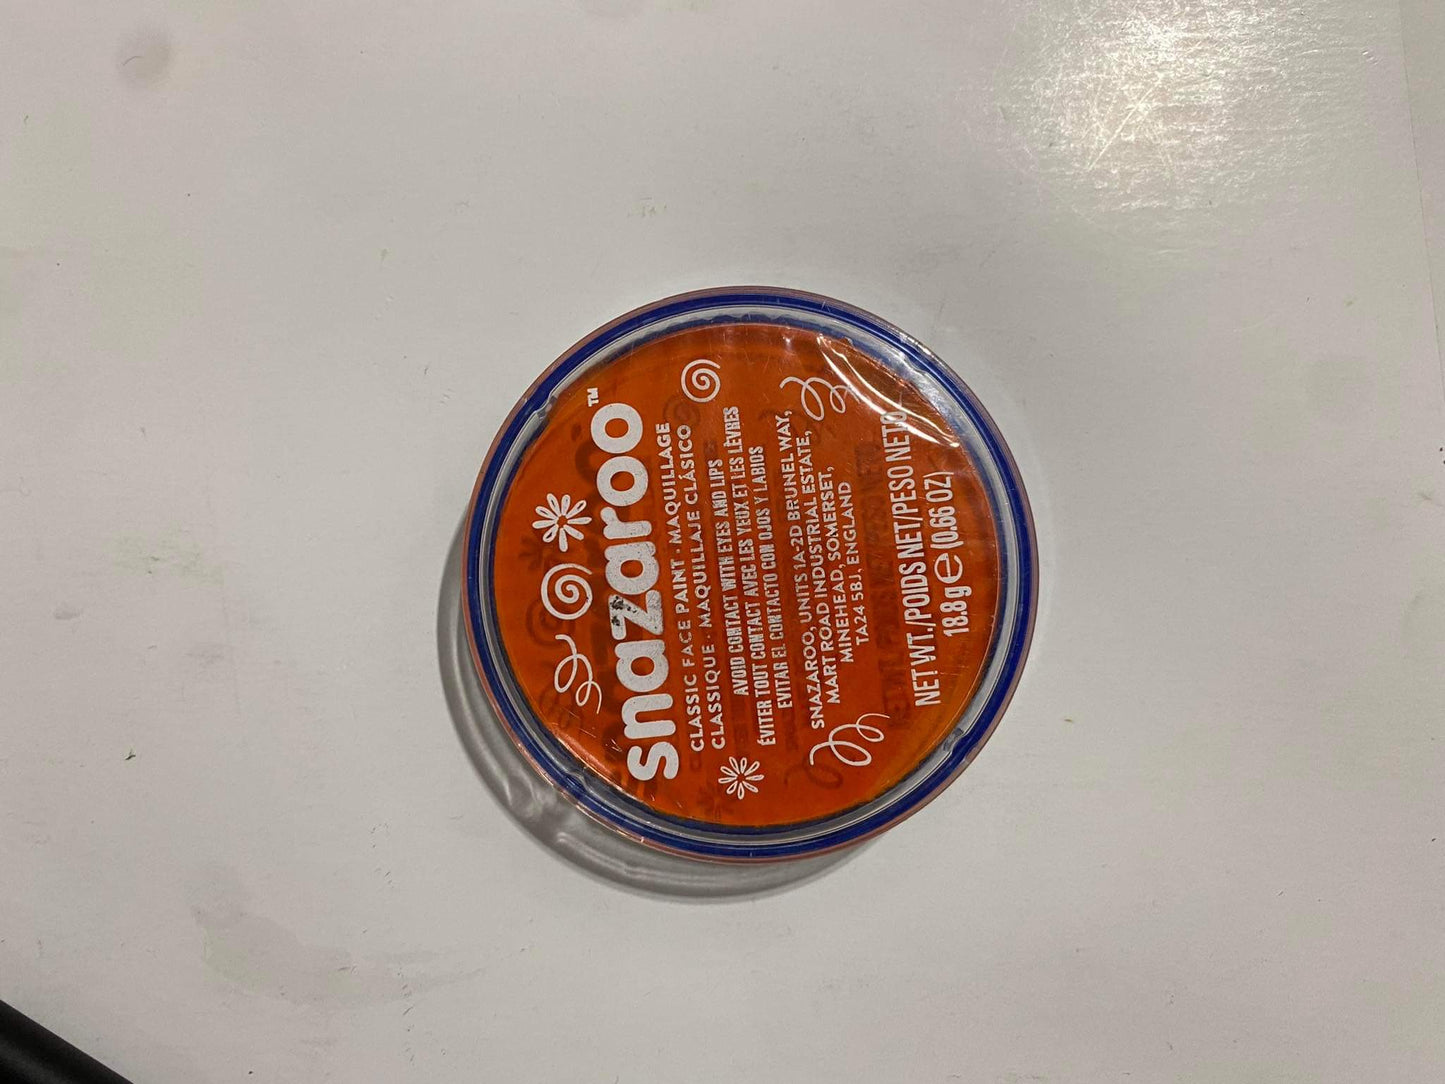 snazaroo™
CLASSIC FACE PAINT · MAQUILLAGE
CLASSIQUE · MAQUILLAJE CLÁSICO
AVOID CONTACT WITH EYES AND LIPS
ÉVITER TOUT CONTACT AVEC LES YEUX ET LES LÈVRES
EVITAR EL CONTACTO CON OJOS Y LABIOS
SNAZAROO, UNITS 1A-2D BRUNEL WAY,
MART ROAD INDUSTRIAL ESTATE,
MINEHEAD, SOMERSET,
TA24 5BJ, ENGLAND
NET WT./POIDS NET/PESO NETO
18.8g℮(0.66 OZ)